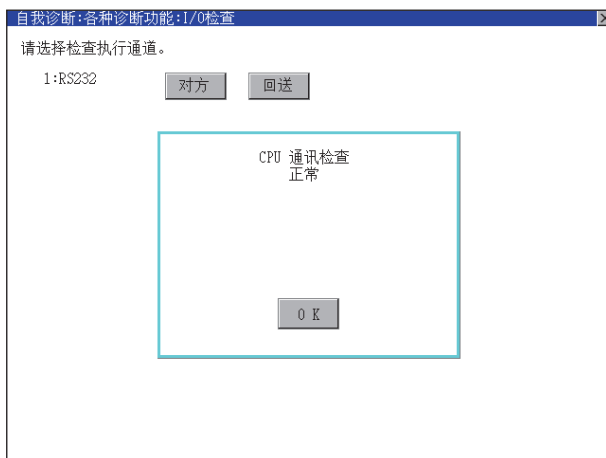 自我诊断:各种诊断功能:I/O检查
请选择检查执行通道。
1:RS232 对方 回送
CPU 通讯检查
正常
O K